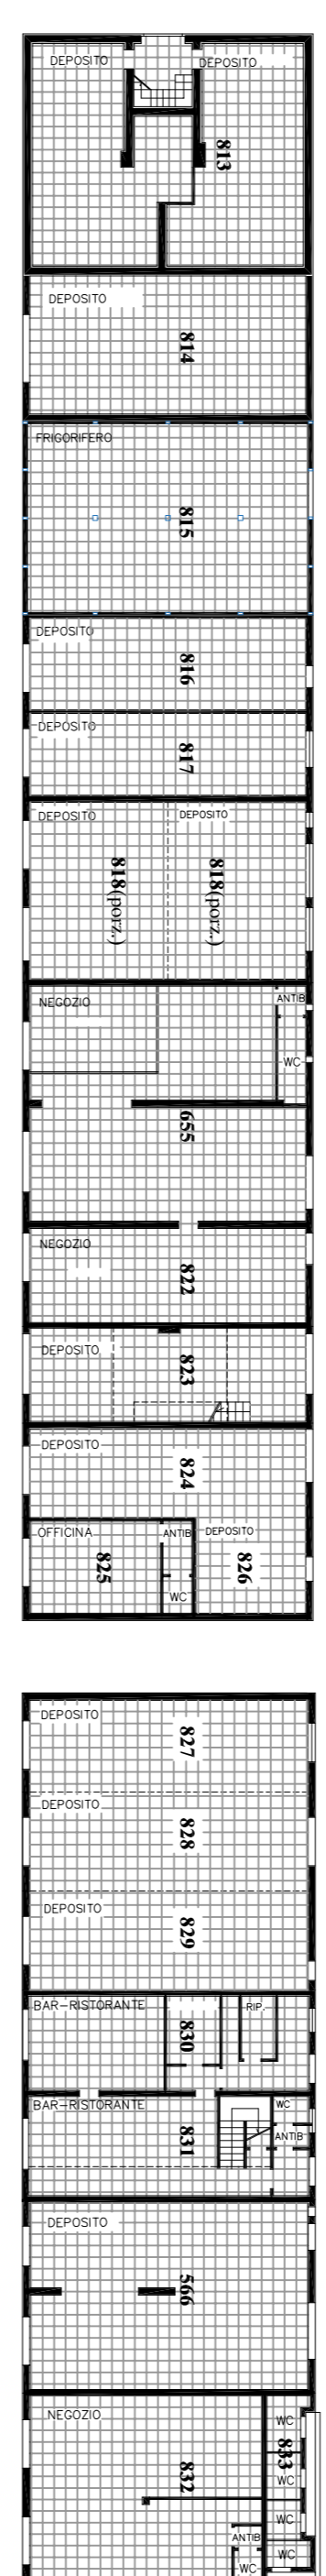 DEPOSITO
DEPOSITO
813
DEPOSITO
814
FRIGORIFERO
815
DEPOSITO
816
DEPOSITO
817
DEPOSITO
DEPOSITO
818(porz.)
818(porz.)
NEGOZIO
ANTIB
WC
655
NEGOZIO
822
DEPOSITO
823
DEPOSITO
824
OFFICINA
ANTIB
DEPOSITO
825
826
WC
DEPOSITO
827
DEPOSITO
828
DEPOSITO
829
BAR-RISTORANTE
RIP.
830
BAR-RISTORANTE
WC
831
ANTIB
DEPOSITO
566
NEGOZIO
WC
833
832
WC
WC
ANTIB
WC
WC